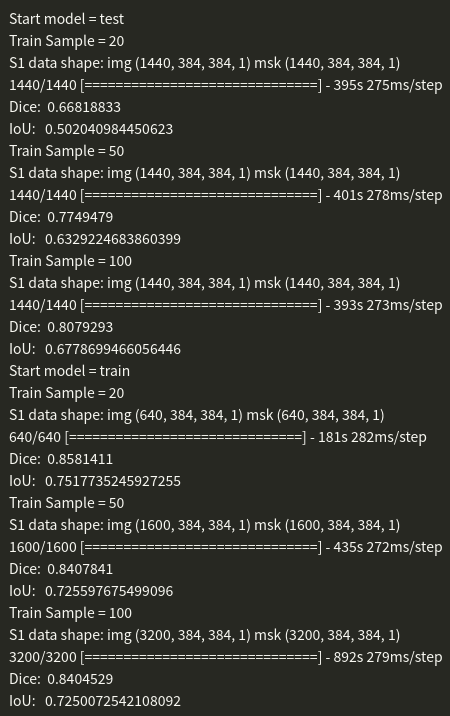 Start model = test
Train Sample = 20
S1 data shape: img (1440, 384, 384, 1) msk (1440, 384, 384, 1)
1440/1440 [==============================] - 395s 275ms/step
Dice:  0.66818833
IoU:   0.502040984450623
Train Sample = 50
S1 data shape: img (1440, 384, 384, 1) msk (1440, 384, 384, 1)
1440/1440 [==============================] - 401s 278ms/step
Dice:  0.7749479
IoU:   0.6329224683860399
Train Sample = 100
S1 data shape: img (1440, 384, 384, 1) msk (1440, 384, 384, 1)
1440/1440 [==============================] - 393s 273ms/step
Dice:  0.8079293
IoU:   0.6778699466056446
Start model = train
Train Sample = 20
S1 data shape: img (640, 384, 384, 1) msk (640, 384, 384, 1)
640/640 [==============================] - 181s 282ms/step
Dice:  0.8581411
IoU:   0.7517735245927255
Train Sample = 50
S1 data shape: img (1600, 384, 384, 1) msk (1600, 384, 384, 1)
1600/1600 [==============================] - 435s 272ms/step
Dice:  0.8407841
IoU:   0.725597675499096
Train Sample = 100
S1 data shape: img (3200, 384, 384, 1) msk (3200, 384, 384, 1)
3200/3200 [==============================] - 892s 279ms/step
Dice:  0.8404529
IoU:   0.7250072542108092